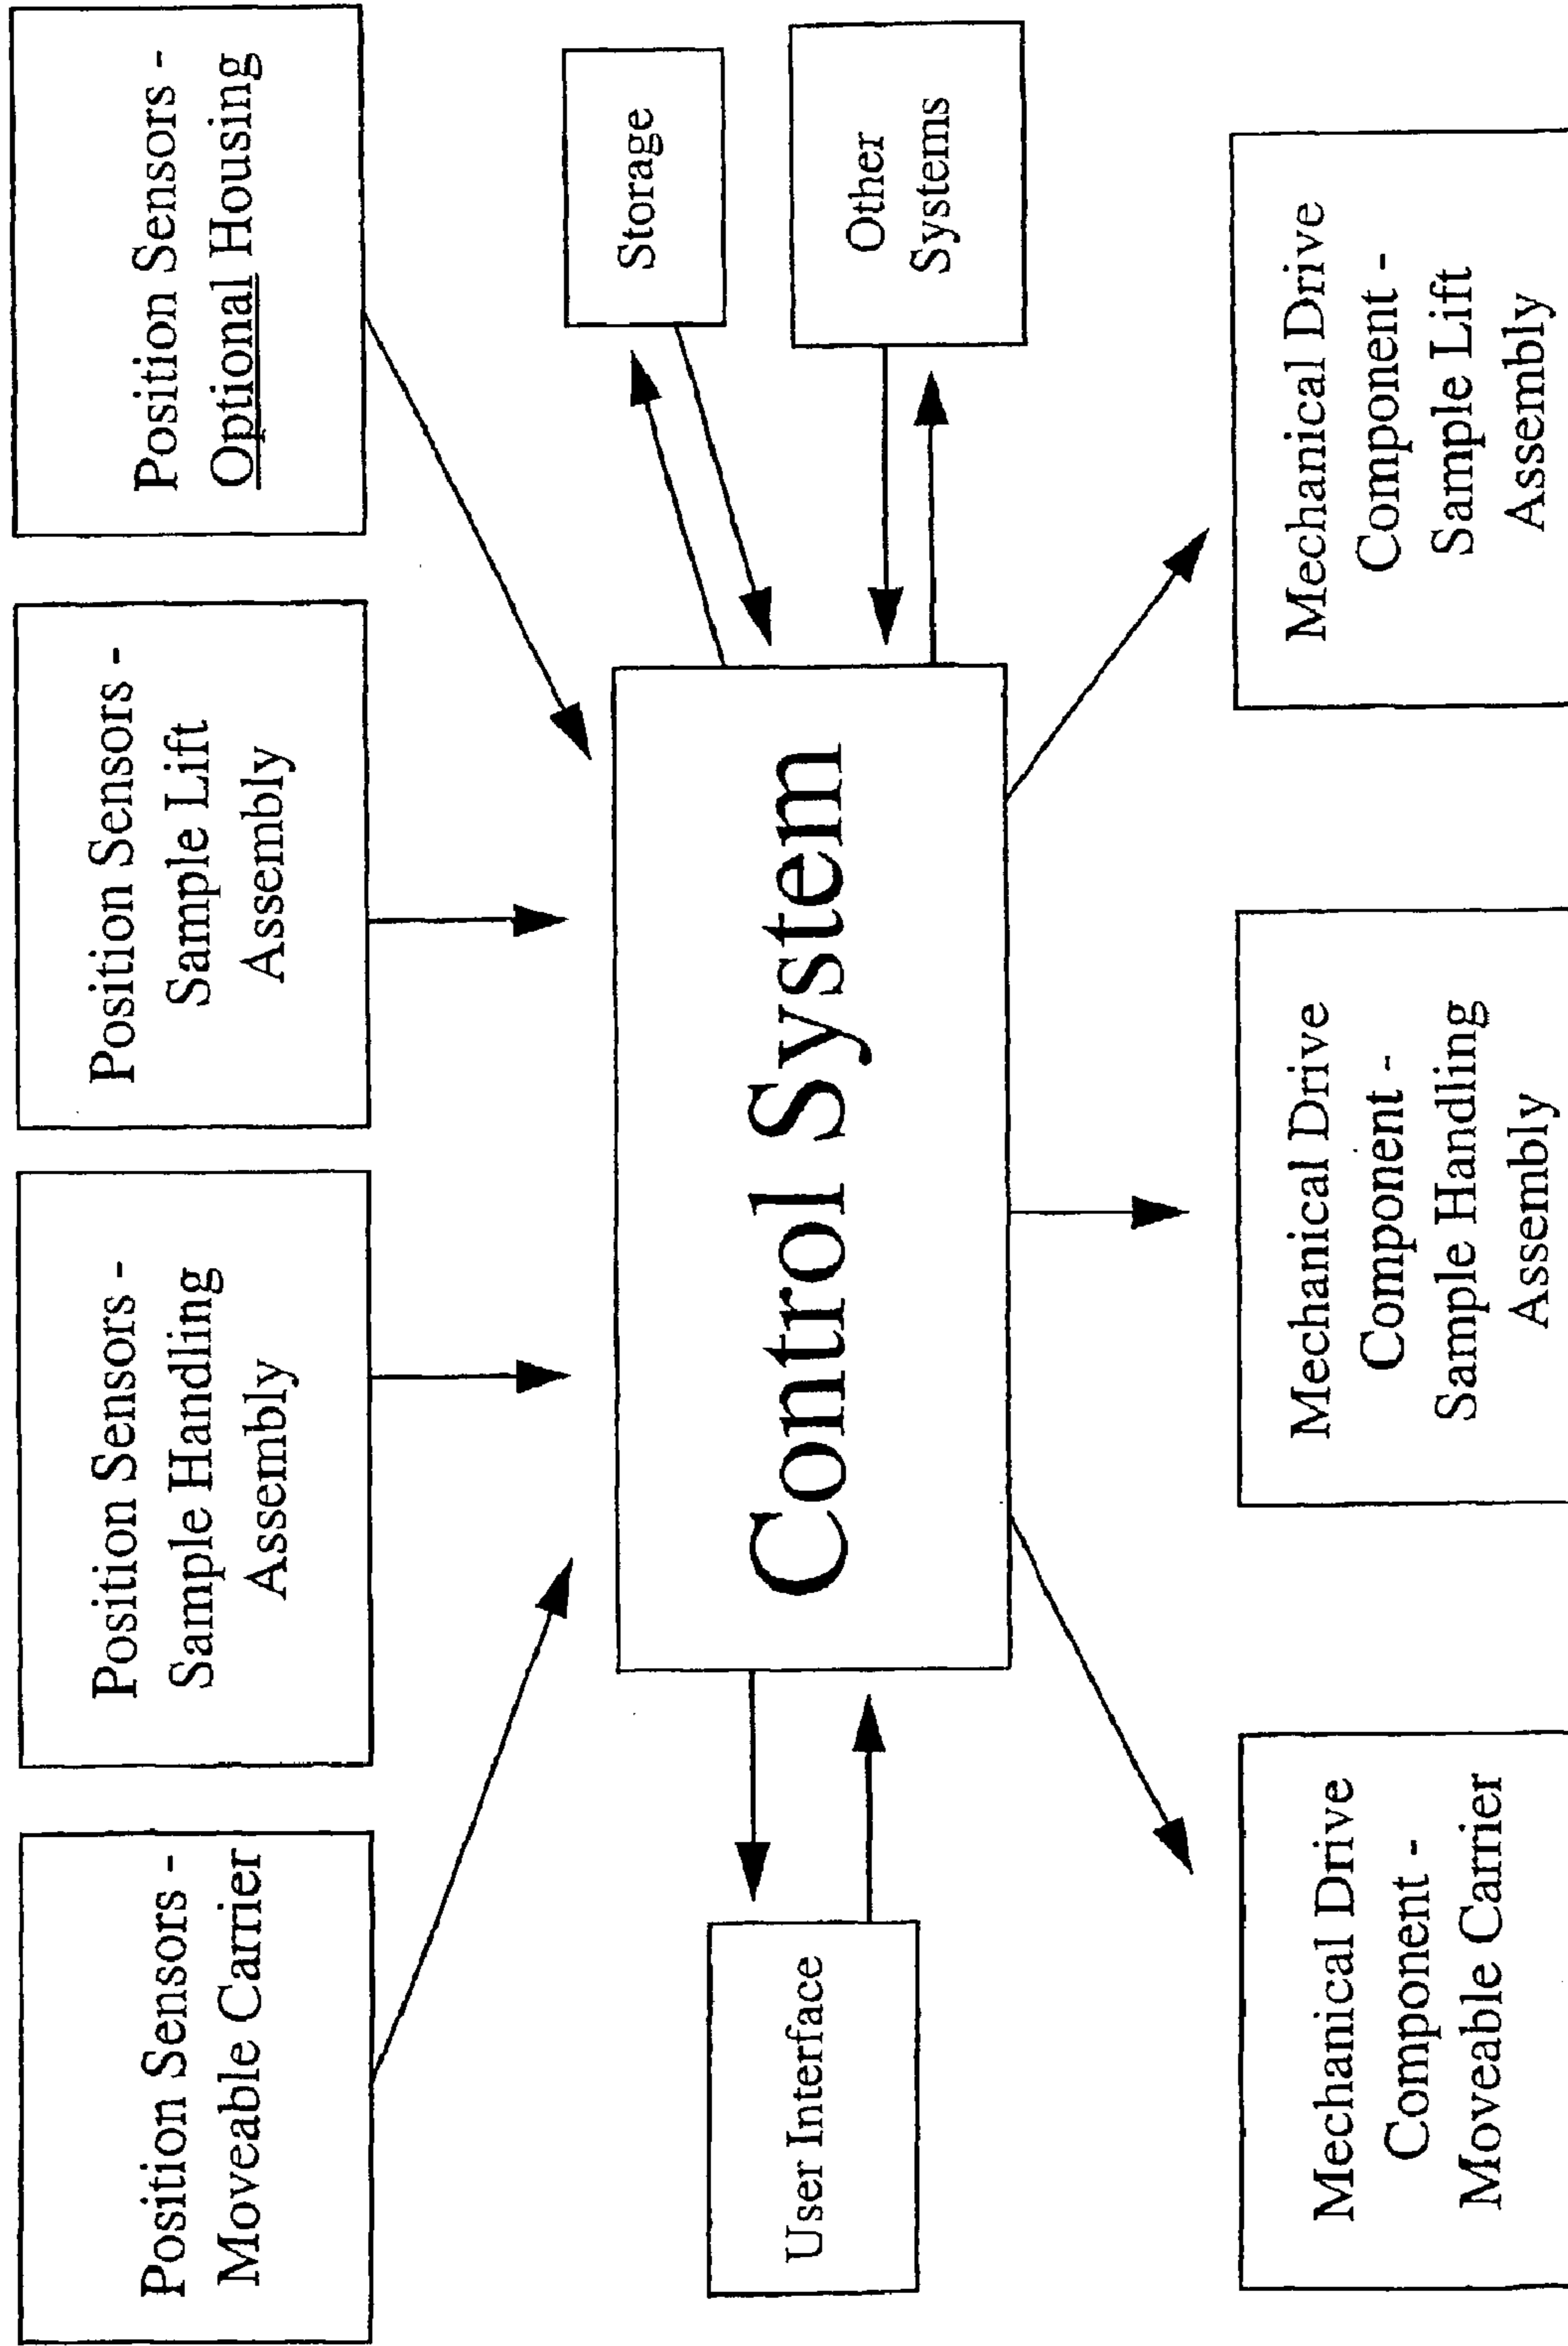 Position Sensors -
Moveable Carrier
Position Sensors -
Sample Handling
Assembly
Position Sensors -
Sample Lift
Assembly
Position Sensors -
Optional Housing
User Interface
Control System
Storage
Other
Systems
Mechanical Drive
Component -
Moveable Carrier
Mechanical Drive
Component -
Sample Handling
Assembly
Mechanical Drive
Component -
Sample Lift
Assembly